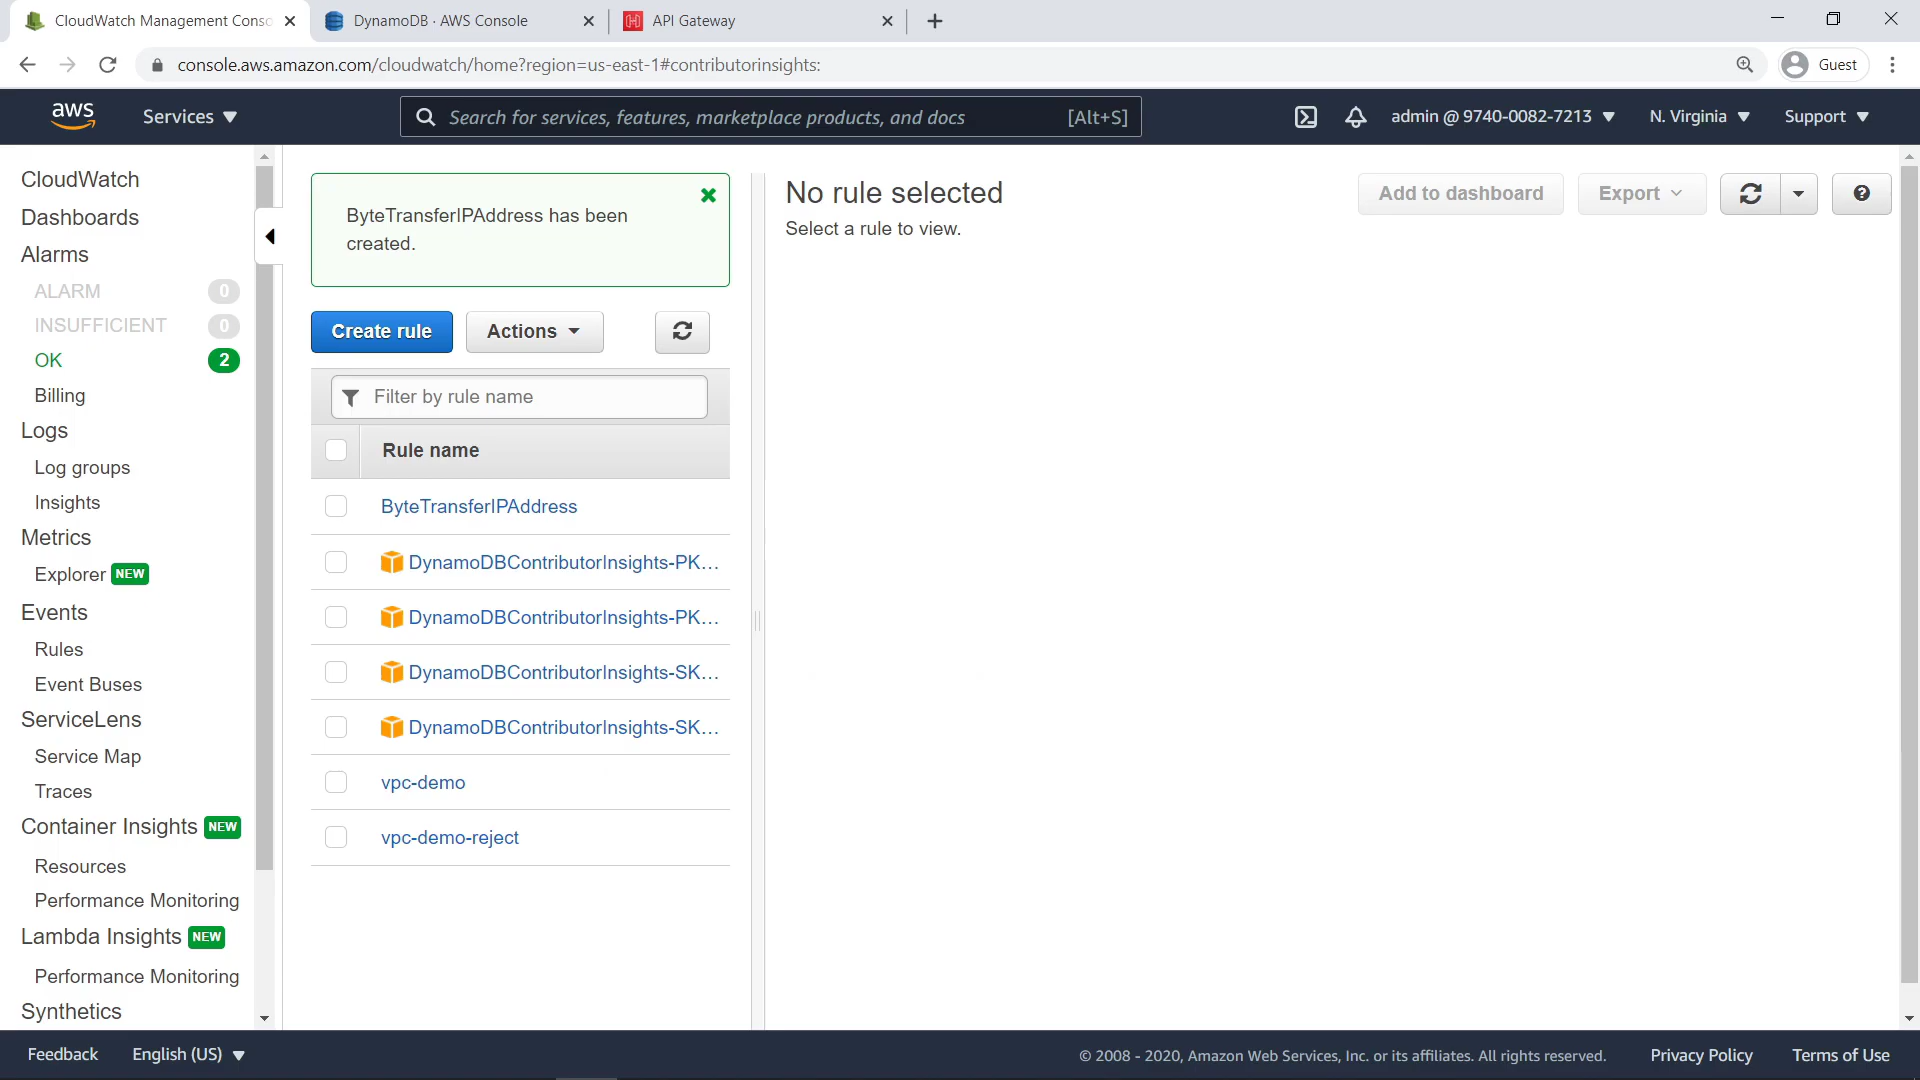 CloudWatch Management Conso
DynamoDB · AWS Console
API Gateway
console.aws.amazon.com/cloudwatch/home?region=us-east-1#contributorinsights:
Guest
aws
Services
Search for services, features, marketplace products, and docs
[Alt+S]
admin @ 9740-0082-7213
N. Virginia
Support
CloudWatch
Dashboards
Alarms
ALARM 0
INSUFFICIENT 0
OK 2
Billing
Logs
Log groups
Insights
Metrics
Explorer NEW
Events
Rules
Event Buses
ServiceLens
Service Map
Traces
Container Insights NEW
Resources
Performance Monitoring
Lambda Insights NEW
Performance Monitoring
Synthetics
ByteTransferIPAddress has been
created.
Create rule
Actions
Filter by rule name
Rule name
ByteTransferIPAddress
DynamoDBContributorInsights-PK...
DynamoDBContributorInsights-PK...
DynamoDBContributorInsights-SK...
DynamoDBContributorInsights-SK...
vpc-demo
vpc-demo-reject
No rule selected
Select a rule to view.
Add to dashboard
Export
Feedback
English (US)
© 2008 - 2020, Amazon Web Services, Inc. or its affiliates. All rights reserved.
Privacy Policy
Terms of Use